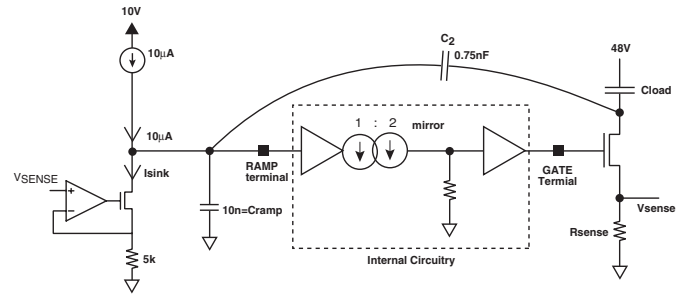 10V
10µA
C2
0.75nF
48V
Cload
1 : 2
mirror
10µA
Isink
RAMP
terminal
GATE
Termial
VSENSE
+
–
10n=Cramp
Vsense
Rsense
5k
Internal Circuitry